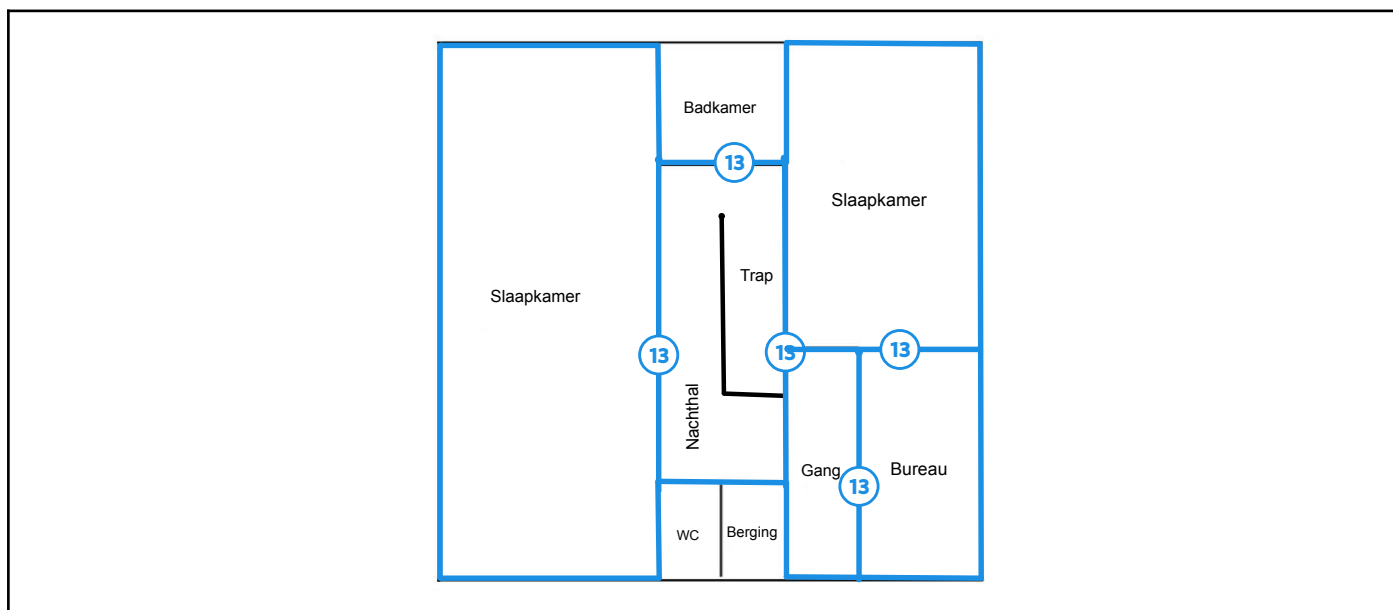 Badkamer
13
Slaapkamer
Trap
Slaapkamer
13
13
13
Nachthal
Gang
Bureau
13
WC
Berging